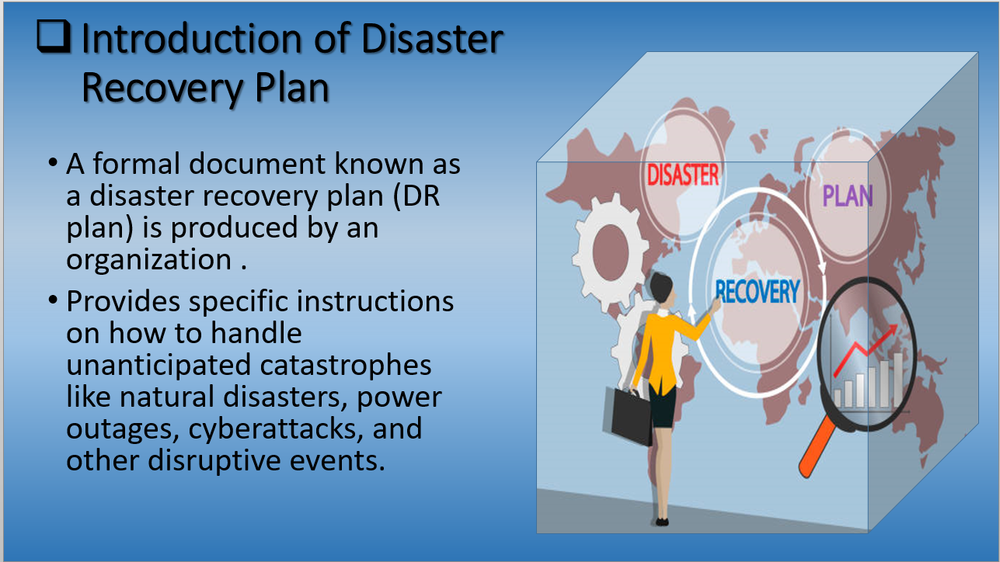 ❑ Introduction of Disaster
Recovery Plan
• A formal document known as
a disaster recovery plan (DR
plan) is produced by an
organization .
• Provides specific instructions
on how to handle
unanticipated catastrophes
like natural disasters, power
outages, cyberattacks, and
other disruptive events.
DISASTER
PLAN
RECOVERY